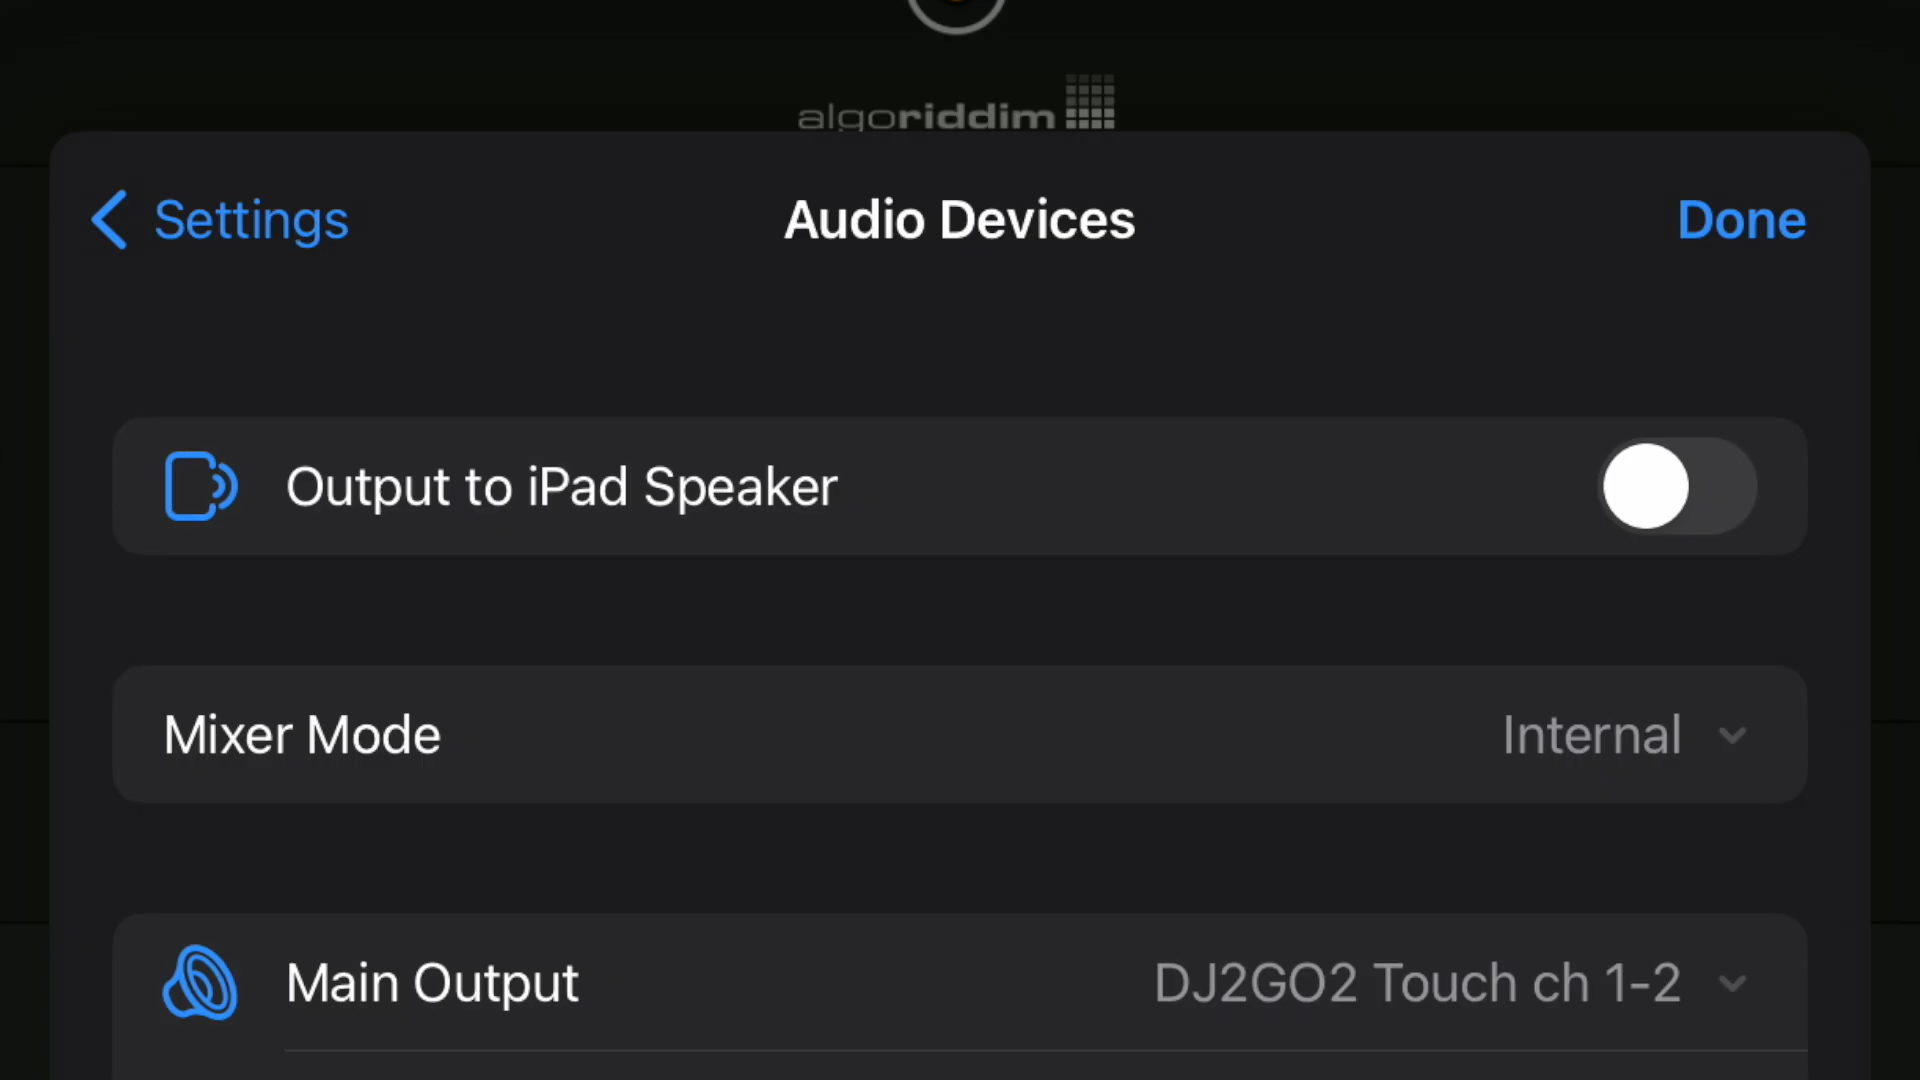 algoriddim
Settings
Audio Devices
Done
Output to iPad Speaker
Mixer Mode
Internal
Main Output
DJ2GO2 Touch ch 1-2